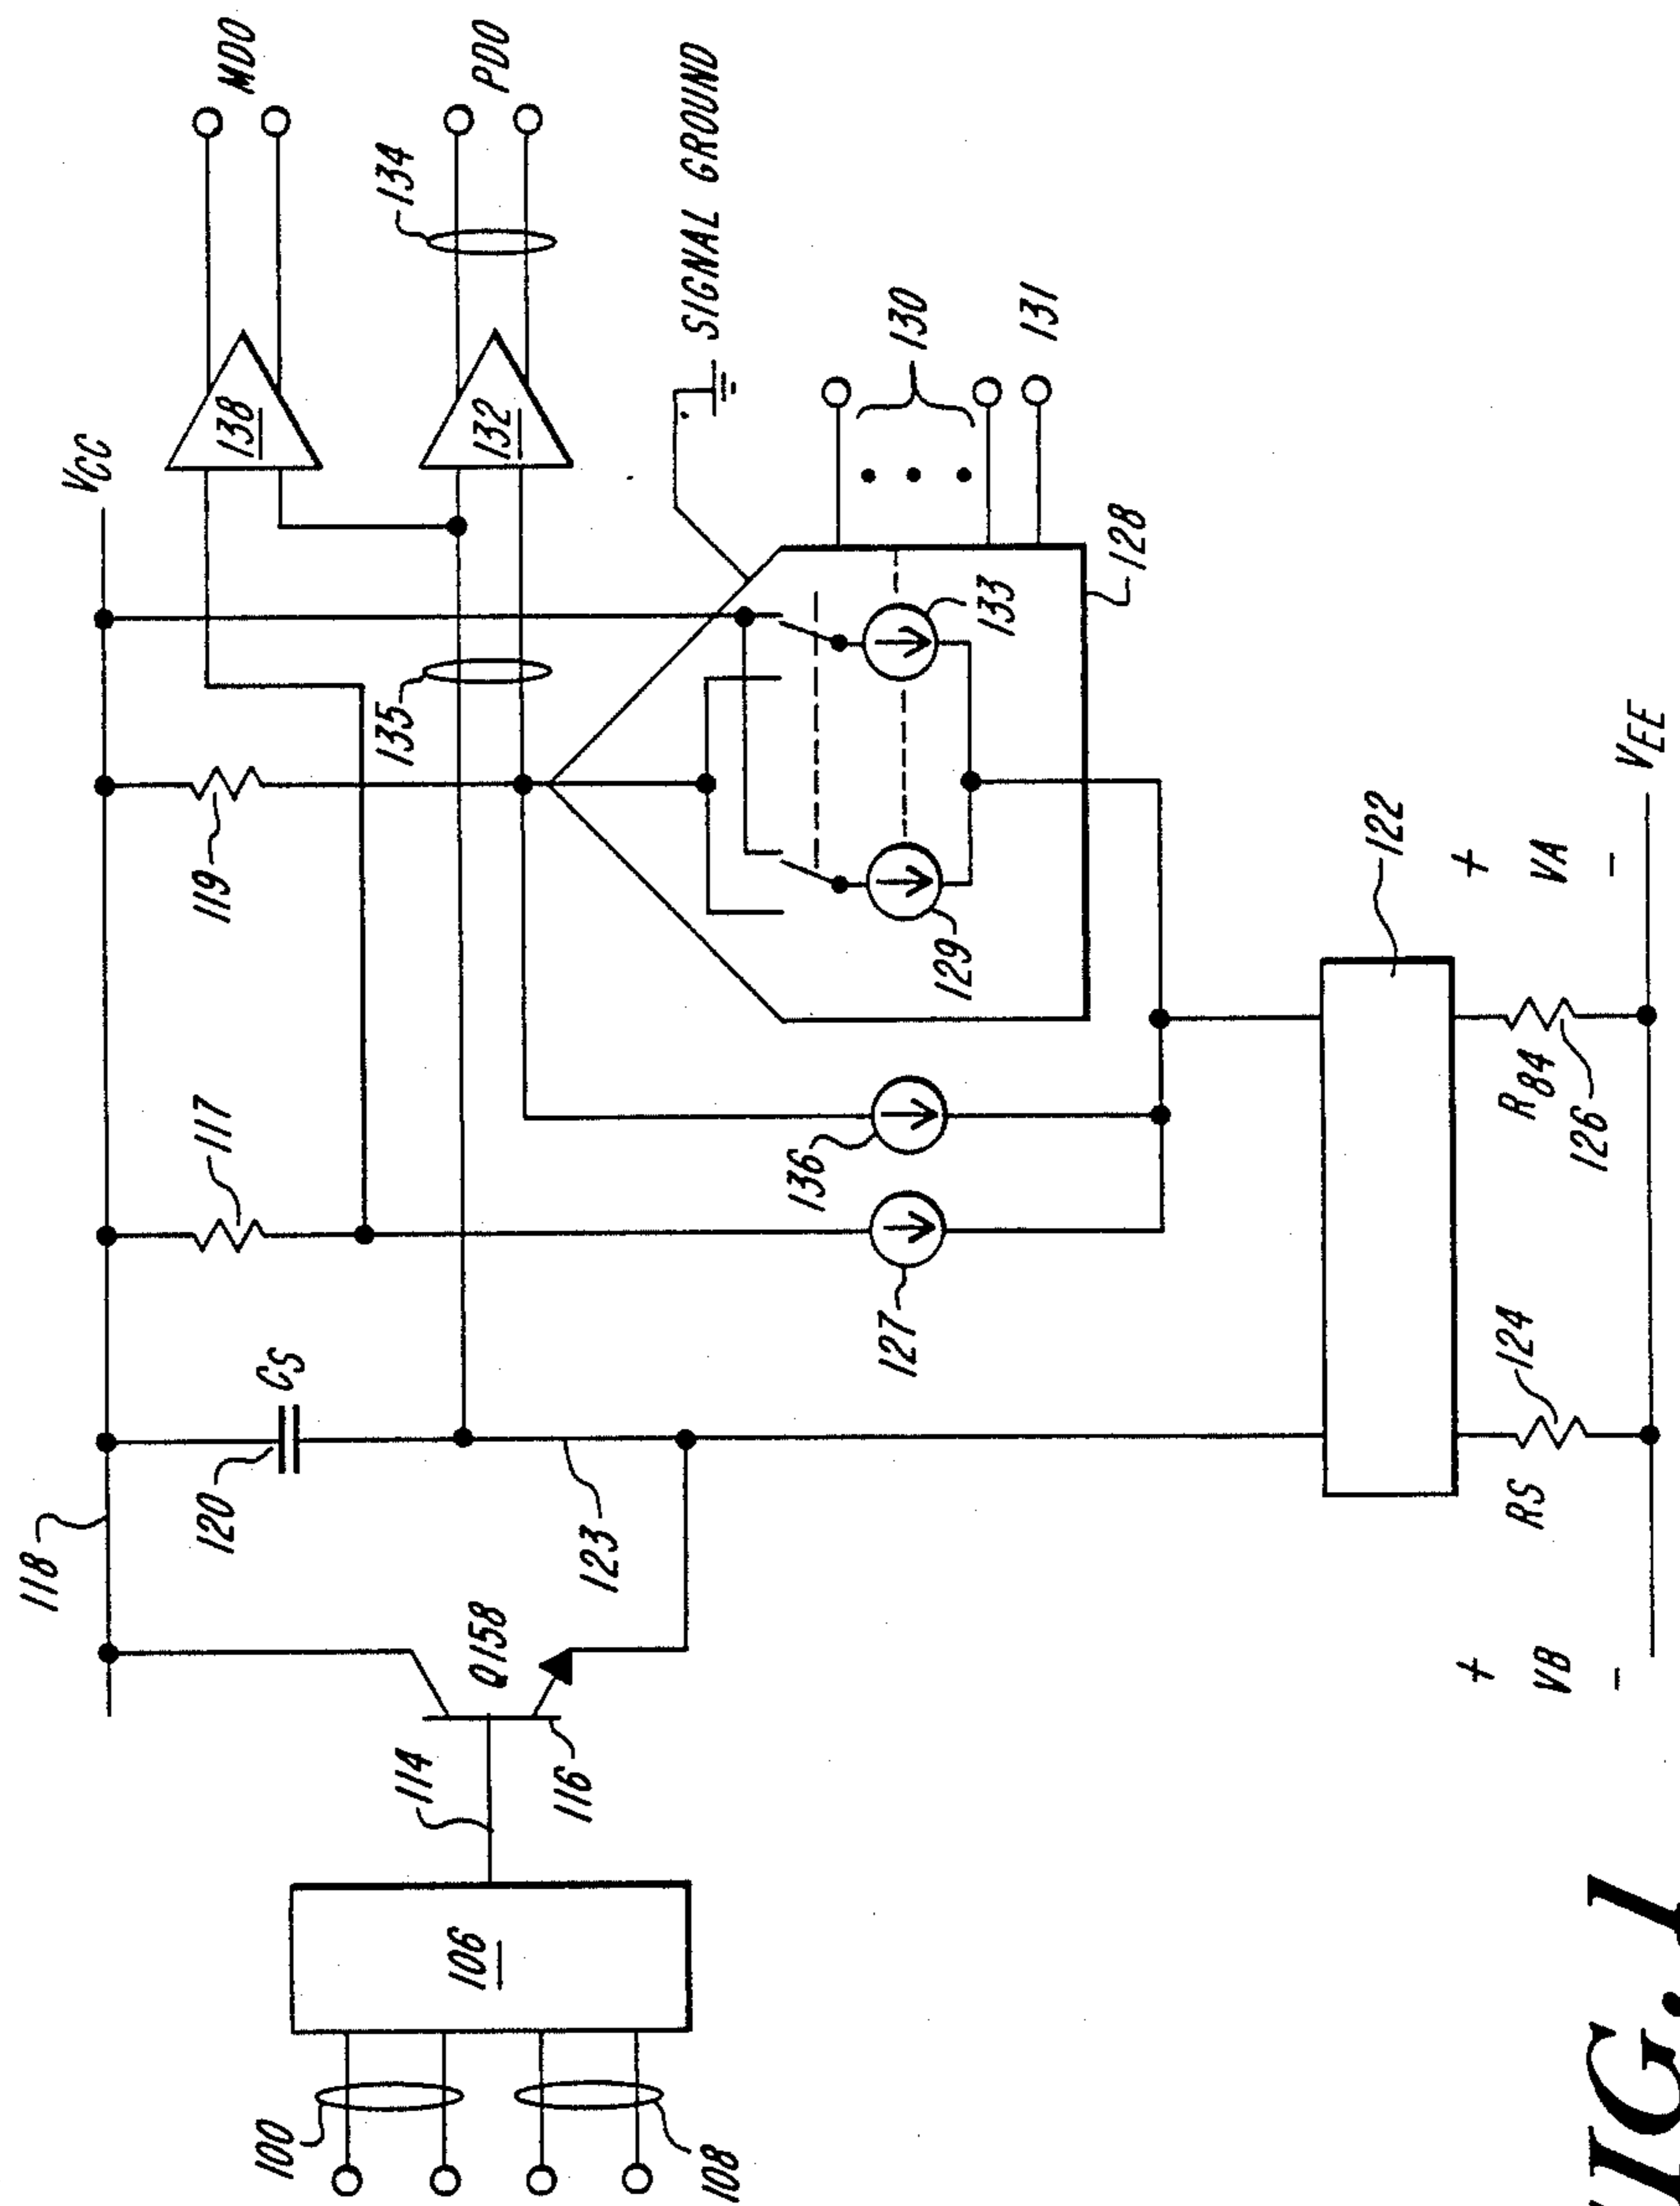 118
VCC
MDO
PDO
134
138
132
SIGNAL GROUND
120
CS
117
119
135
114
Q158
116
123
106
100
108
127
136
129
133
130
131
128
122
124
RS
R84
126
+
VB
-
+
VA
-
VEE
IG. 1